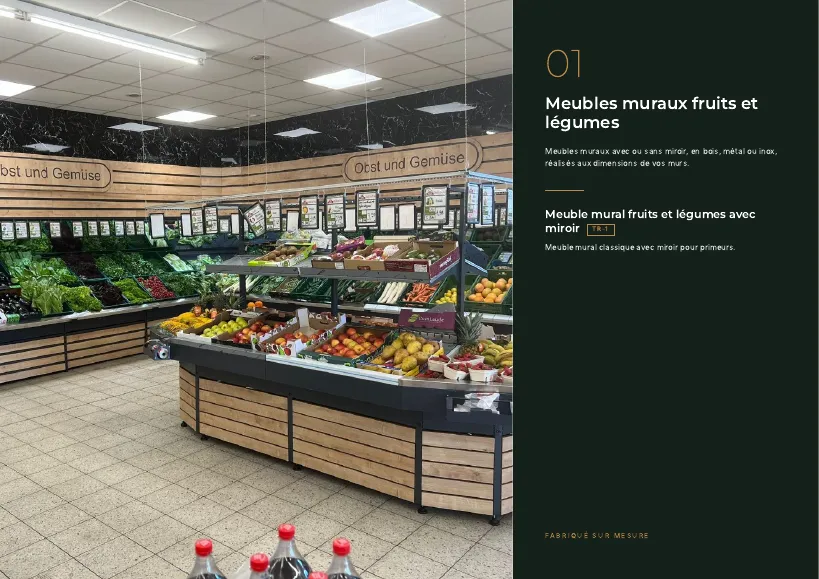 bst und Gemüse
Obst und Gemüse
01
Meubles muraux fruits et
légumes
Meubles muraux avec ou sans miroir, en bois, métal ou inox,
réalisés aux dimensions de vos murs.
Meuble mural fruits et légumes avec
miroir TR-1
Meuble mural classique avec miroir pour primeurs.
FABRIQUÉ SUR MESURE